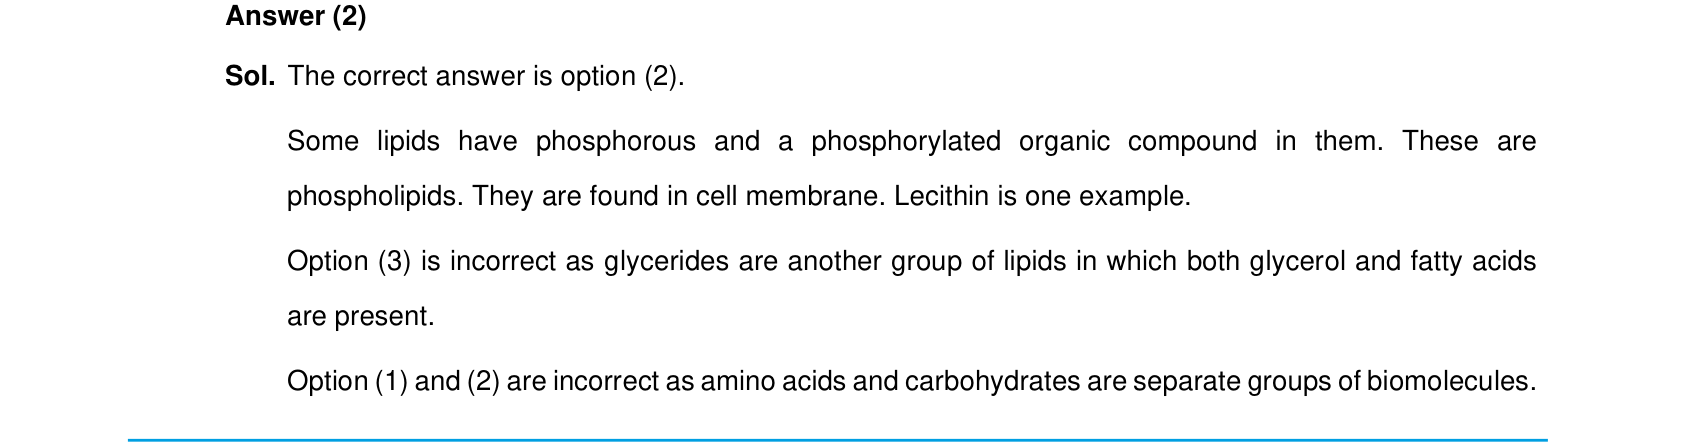 Answer (2)
Sol. The correct answer is option (2).
Some lipids have phosphorous and a phosphorylated organic compound in them. These are
phospholipids. They are found in cell membrane. Lecithin is one example.
Option (3) is incorrect as glycerides are another group of lipids in which both glycerol and fatty acids
are present.
Option (1) and (2) are incorrect as amino acids and carbohydrates are separate groups of biomolecules.